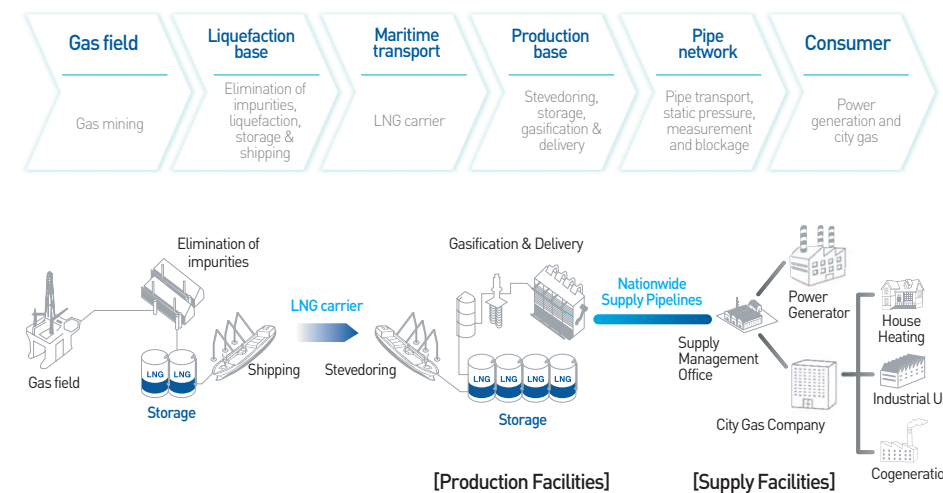 Gas field
Liquefaction
base
Maritime
transport
Production
base
Pipe
network
Consumer
Gas mining
Elimination of
impurities,
liquefaction,
storage &
shipping
LNG carrier
Stevedoring,
storage,
gasification &
delivery
Pipe transport,
static pressure,
measurement
and blockage
Power
generation and
city gas
Elimination of
impurities
Gas field
LNG
LNG
Storage
Shipping
LNG carrier
Stevedoring
Gasification & Delivery
LNG
LNG
LNG
LNG
Storage
Nationwide
Supply Pipelines
Supply
Management
Office
Power
Generator
City Gas Company
House
Heating
Industrial U
Cogeneratio
[Production Facilities]
[Supply Facilities]